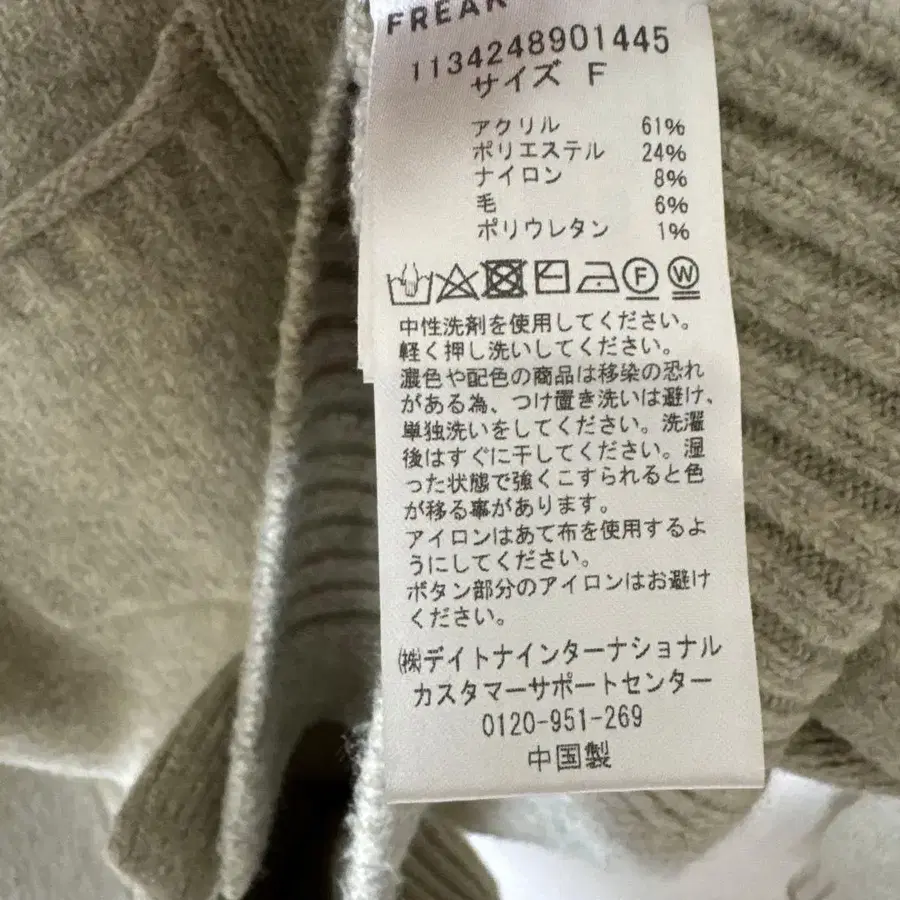 FREAK
1134248901445
サイズ F
アクリル 61%
ポリエステル 24%
ナイロン 8%
毛 6%
ポリウレタン 1%
F W
中性洗剤を使用してください。
軽く押し洗いしてください。
濃色や配色の商品は移染の恐れ
がある為、つけ置き洗いは避け、
単独洗いをしてください。洗濯
後はすぐに干してください。湿
った状態で強くこすられると色
が移る事があります。
アイロンはあて布を使用するよ
うにしてください。
ボタン部分のアイロンはお避け
ください。
㈱デイトナインターナショナル
カスタマーサポートセンター
0120-951-269
中国製